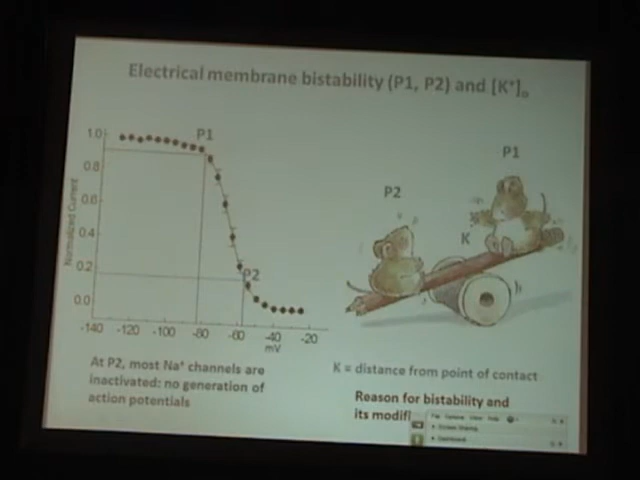 Electrical membrane bistability (P1, P2) and [K⁺]ₒ
P1
1.0
0.8
0.6
0.4
0.2
0.0
Normalized Current
P2
-140 -120 -100 -80 -60 -40 -20
mV
P1
P2
K
At P2, most Na⁺ channels are
inactivated: no generation of
action potentials
K = distance from point of contact
Reason for bistability and
its modifi